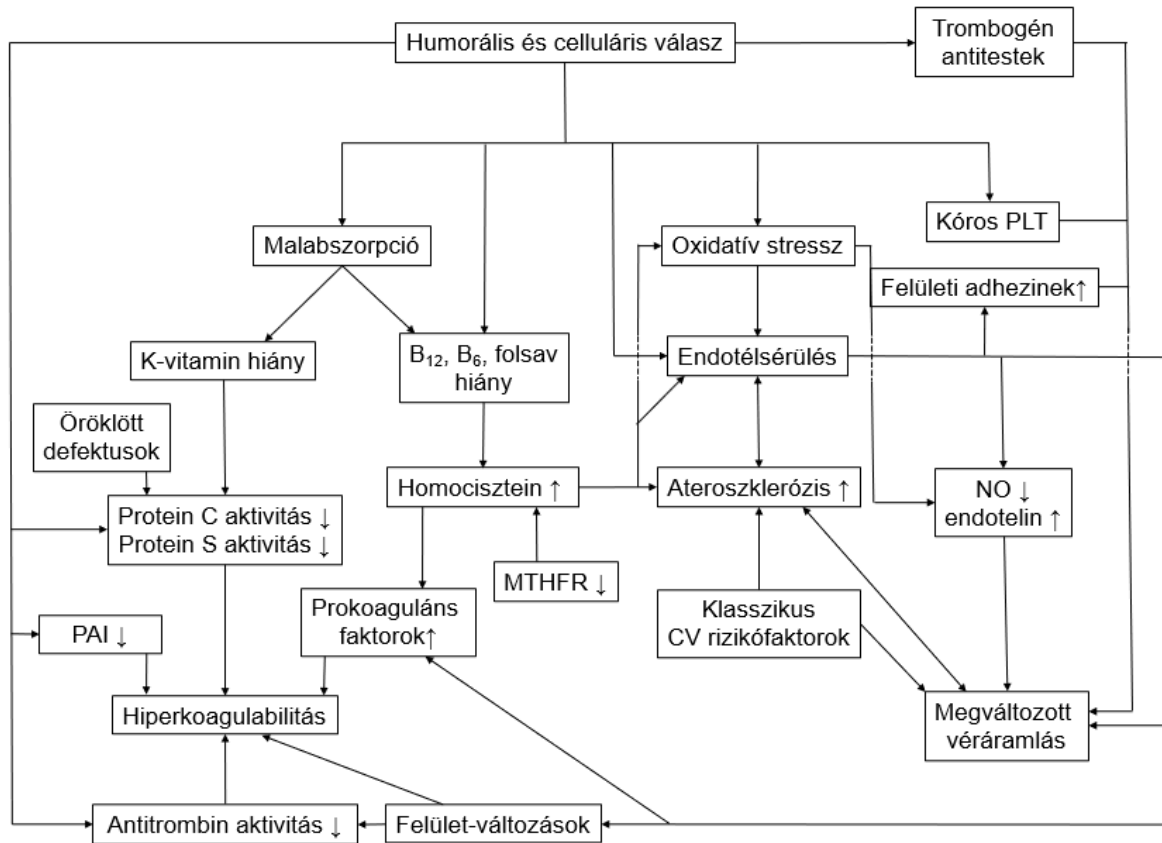 Humorális és celluláris válasz
Trombogén
antitestek
Kóros PLT
Malabszorpció
Oxidatív stressz
Felületi adhezinek↑
K-vitamin hiány
B₁₂, B₆, folsav
hiány
Endotélsérülés
Öröklött
defektusok
Homocisztein ↑
Ateroszklerózis ↑
NO ↓
endotelin ↑
Protein C aktivitás ↓
Protein S aktivitás ↓
MTHFR ↓
Prokoaguláns
faktorok↑
Klasszikus
CV rizikófaktorok
PAI ↓
Hiperkoagulabilitás
Megváltozott
véráramlás
Antitrombin aktivitás ↓
Felület-változások